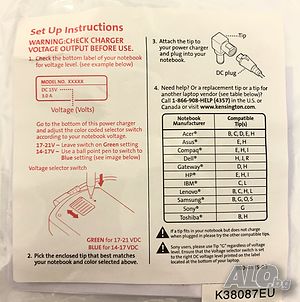 Set Up Instructions
WARNING: CHECK CHARGER
VOLTAGE OUTPUT BEFORE USE.
1. Check the bottom label of your notebook
for voltage level. (see example below)
MODEL NO. XXXXX
DC 15V
3.0 A
Voltage (Volts)
Go to the bottom of this power charger
and adjust the color coded selector switch
according to your notebook voltage.
17-21V – Leave switch on Green setting
14-17V – Use a ball point pen to switch to
Blue setting (see image below)
Voltage selector switch
GREEN for 17-21 VDC
BLUE for 14-17 VDC
2. Pick the enclosed tip that best matches
your notebook and color selected above.
3. Attach the tip to
your power charger
and plug into your
notebook.
Tip
DC plug
4. Need help? Or a replacement tip for
another laptop vendor (see table below)?
Call 1-866-908-HELP [4357] in the U.S. or
Canada or visit www.kensington.com.
Notebook Manufacturer
Compatible Tip(s)
Acer® B, C, D, E, H
Asus® E, H
Compaq® E, H, I
Dell® H, J, R
Gateway® D, H
HP® E, H, I
IBM® C, L
Lenovo® B, C, H, L
Samsung® B, G, O, S
Sony® G
Toshiba® B, H
If a tip fits in your notebook, but does not charge
when plugged in please try the other compatible tips.
Sony users, please use Tip "G" regardless of voltage
level. Ensure that the Voltage selector switch is set
to the right DC voltage level printed on the label
located at the bottom of your laptop.
K38087EU